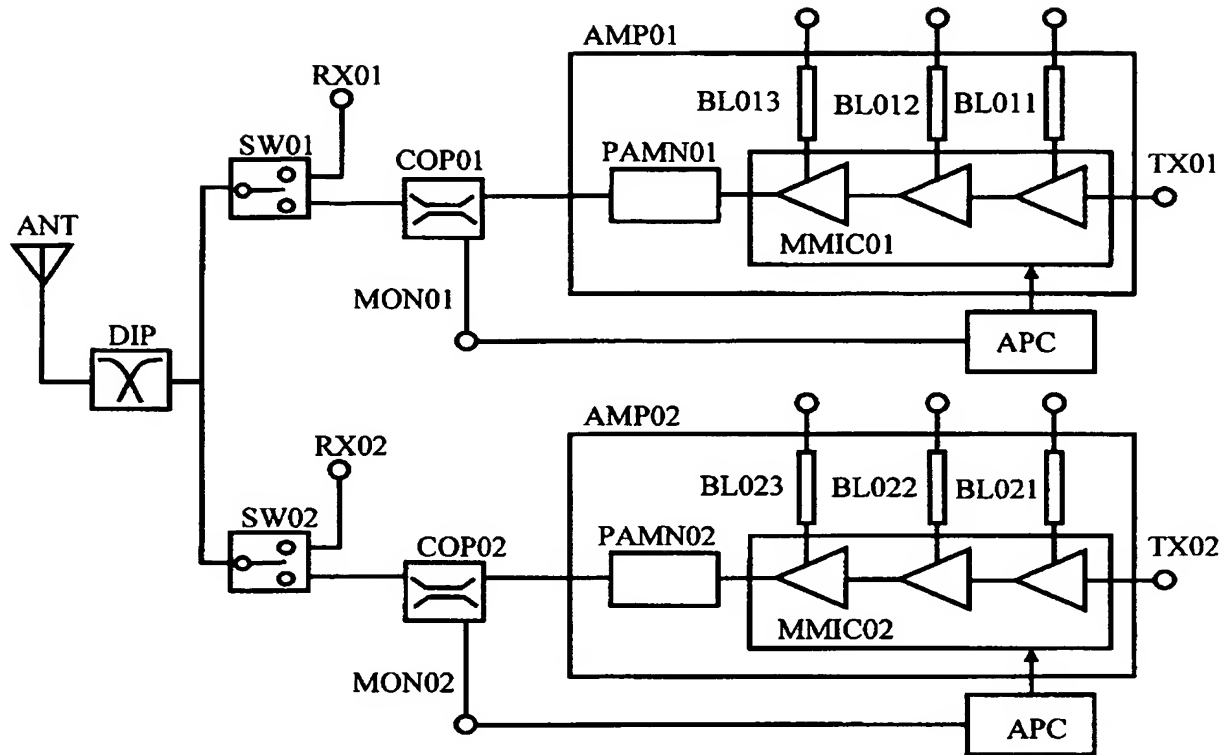 AMP01
RX01
BL013
BL012
BL011
SW01
COP01
PAMN01
TX01
ANT
MMIC01
MON01
DIP
APC
AMP02
RX02
BL023
BL022
BL021
SW02
COP02
PAMN02
TX02
MMIC02
MON02
APC